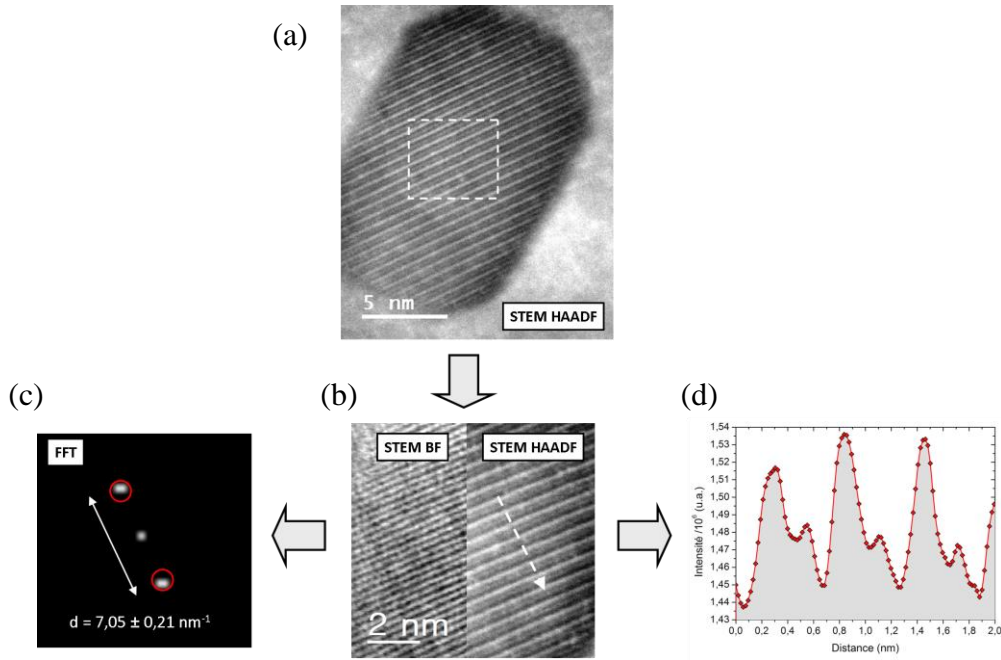 (a)
5 nm
STEM HAADF
(c)
(b)
(d)
FFT
d = 7,05 ± 0,21 nm⁻¹
STEM BF
STEM HAADF
2 nm
Intensité /10⁶ (u.a.)
1,54
1,53
1,52
1,51
1,50
1,49
1,48
1,47
1,46
1,45
1,44
1,43
0,0 0,2 0,4 0,6 0,8 1,0 1,2 1,4 1,6 1,8 2,0
Distance (nm)